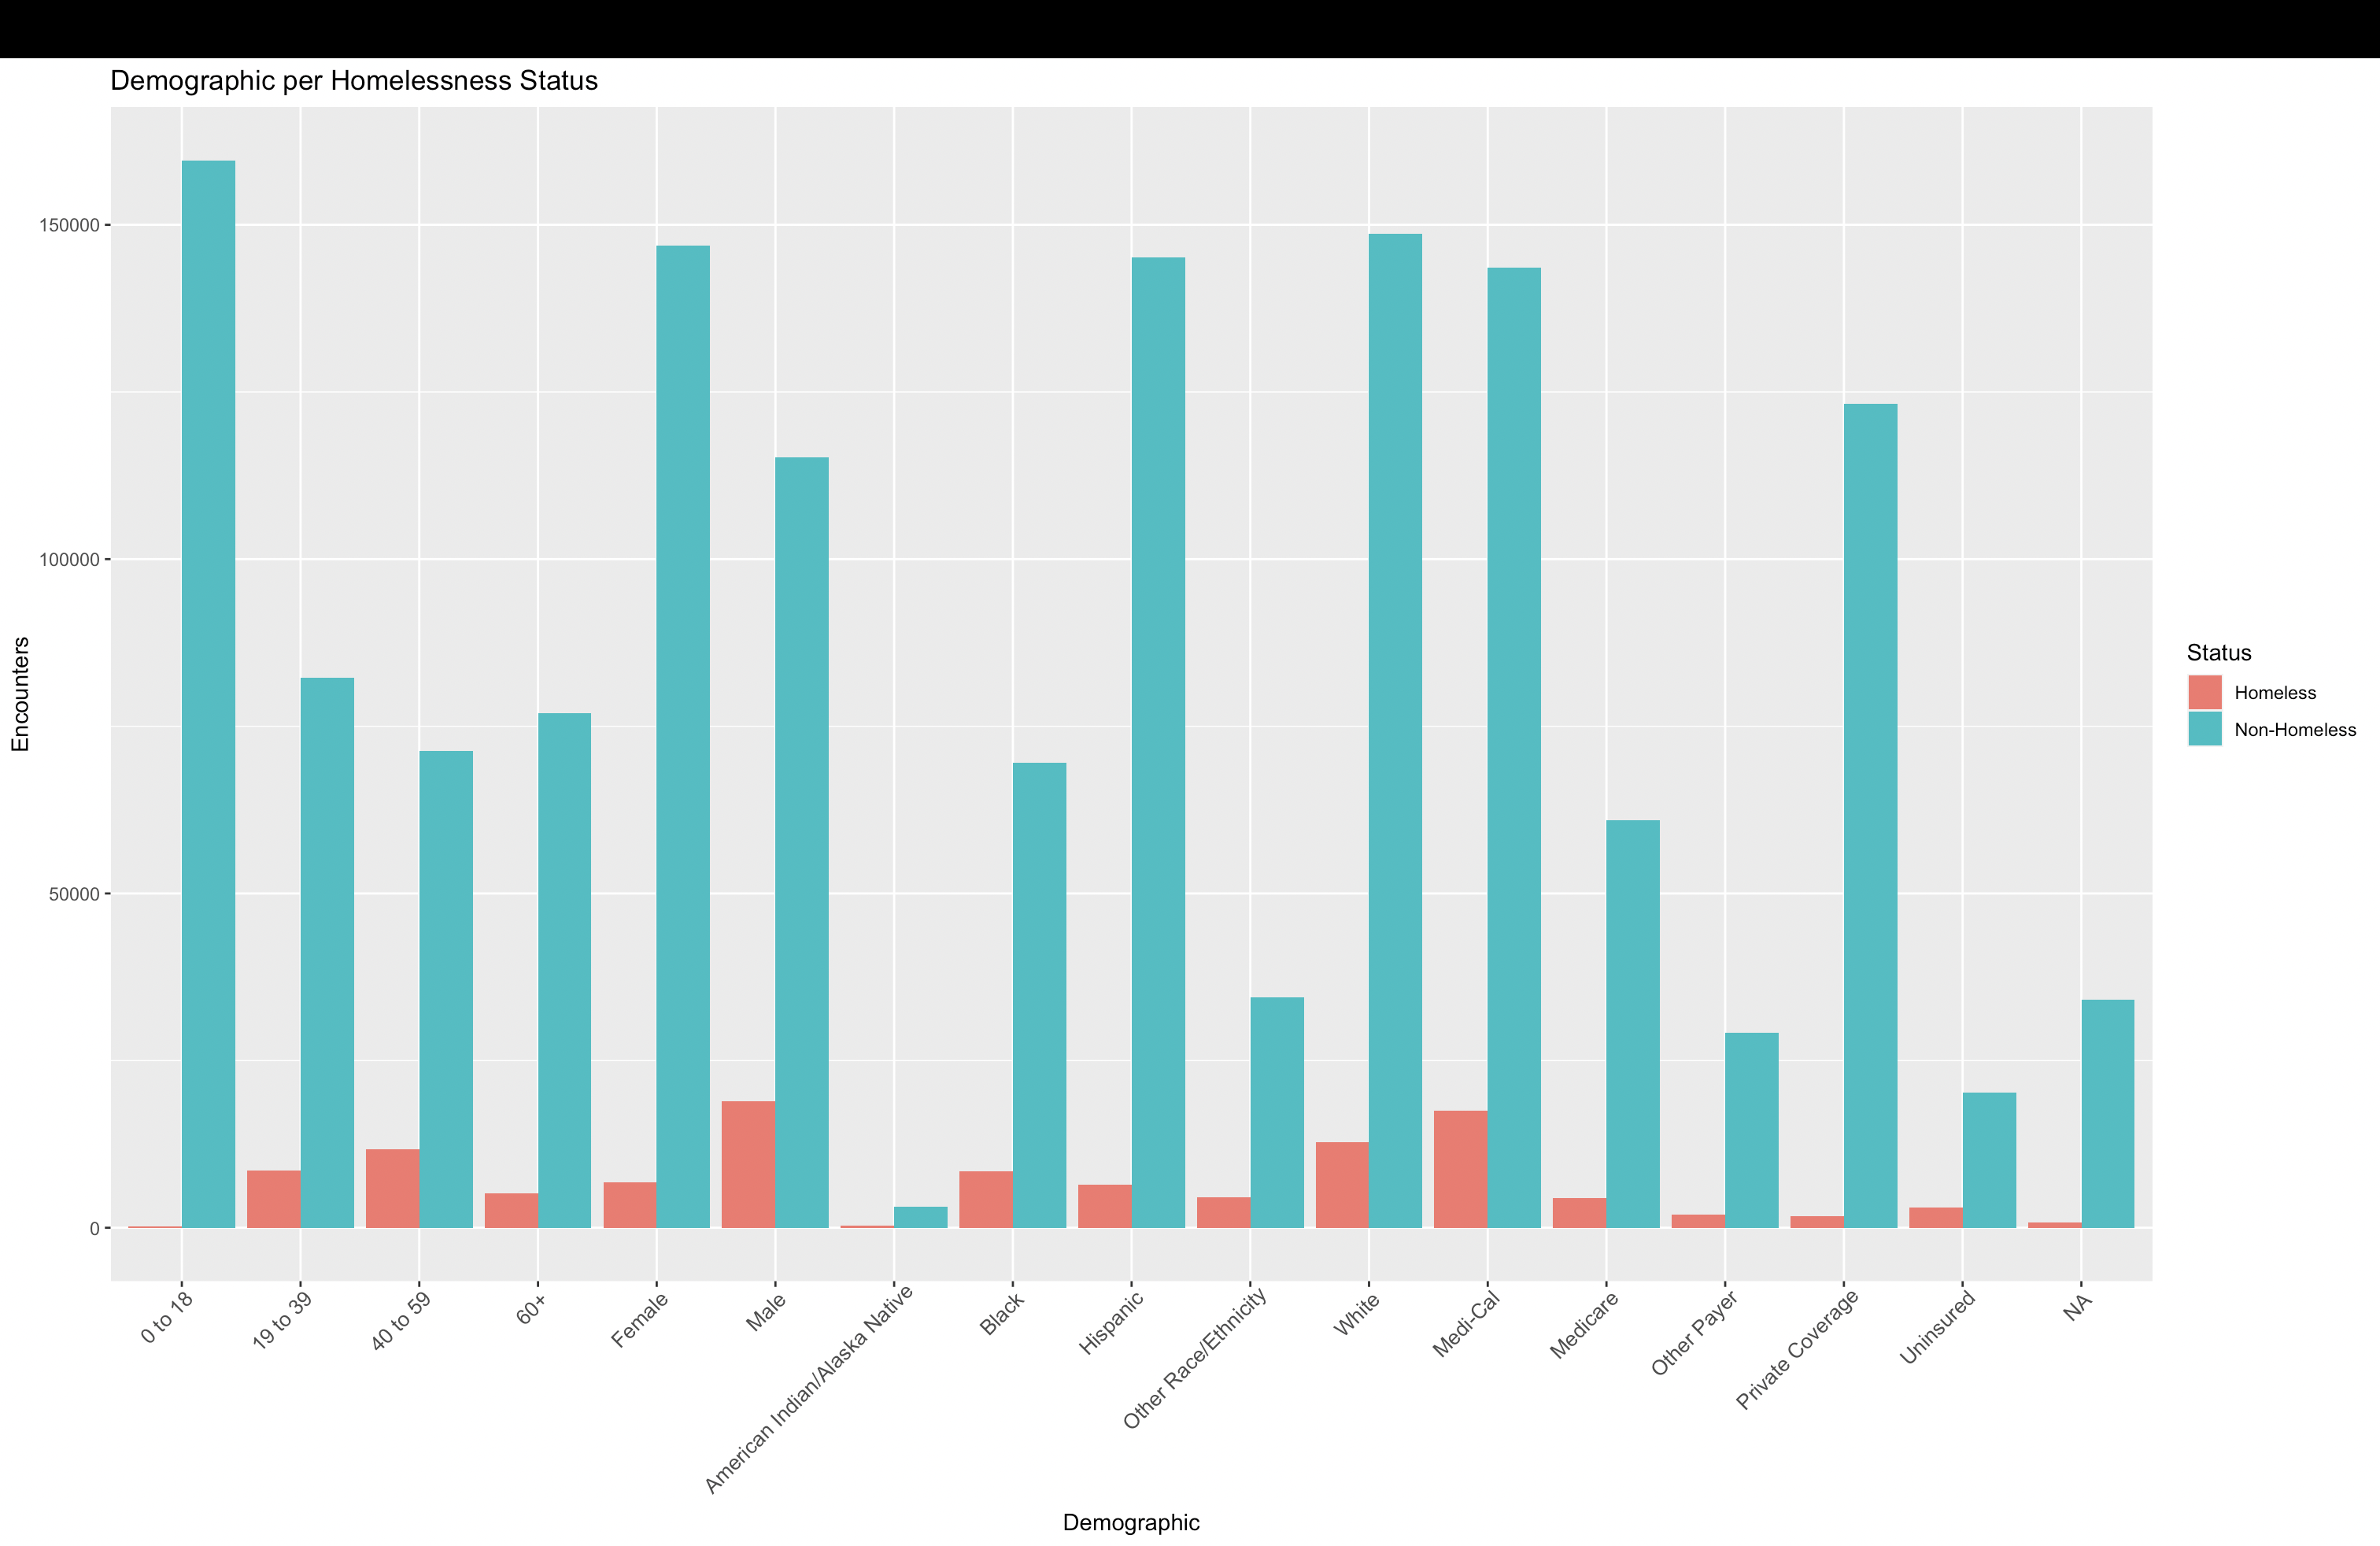 Demographic per Homelessness Status
150000
100000
50000
0
Encounters
0 to 18
19 to 39
40 to 59
60+
Female
Male
American Indian/Alaska Native
Black
Hispanic
Other Race/Ethnicity
White
Medi-Cal
Medicare
Other Payer
Private Coverage
Uninsured
NA
Demographic
Status
Homeless
Non-Homeless